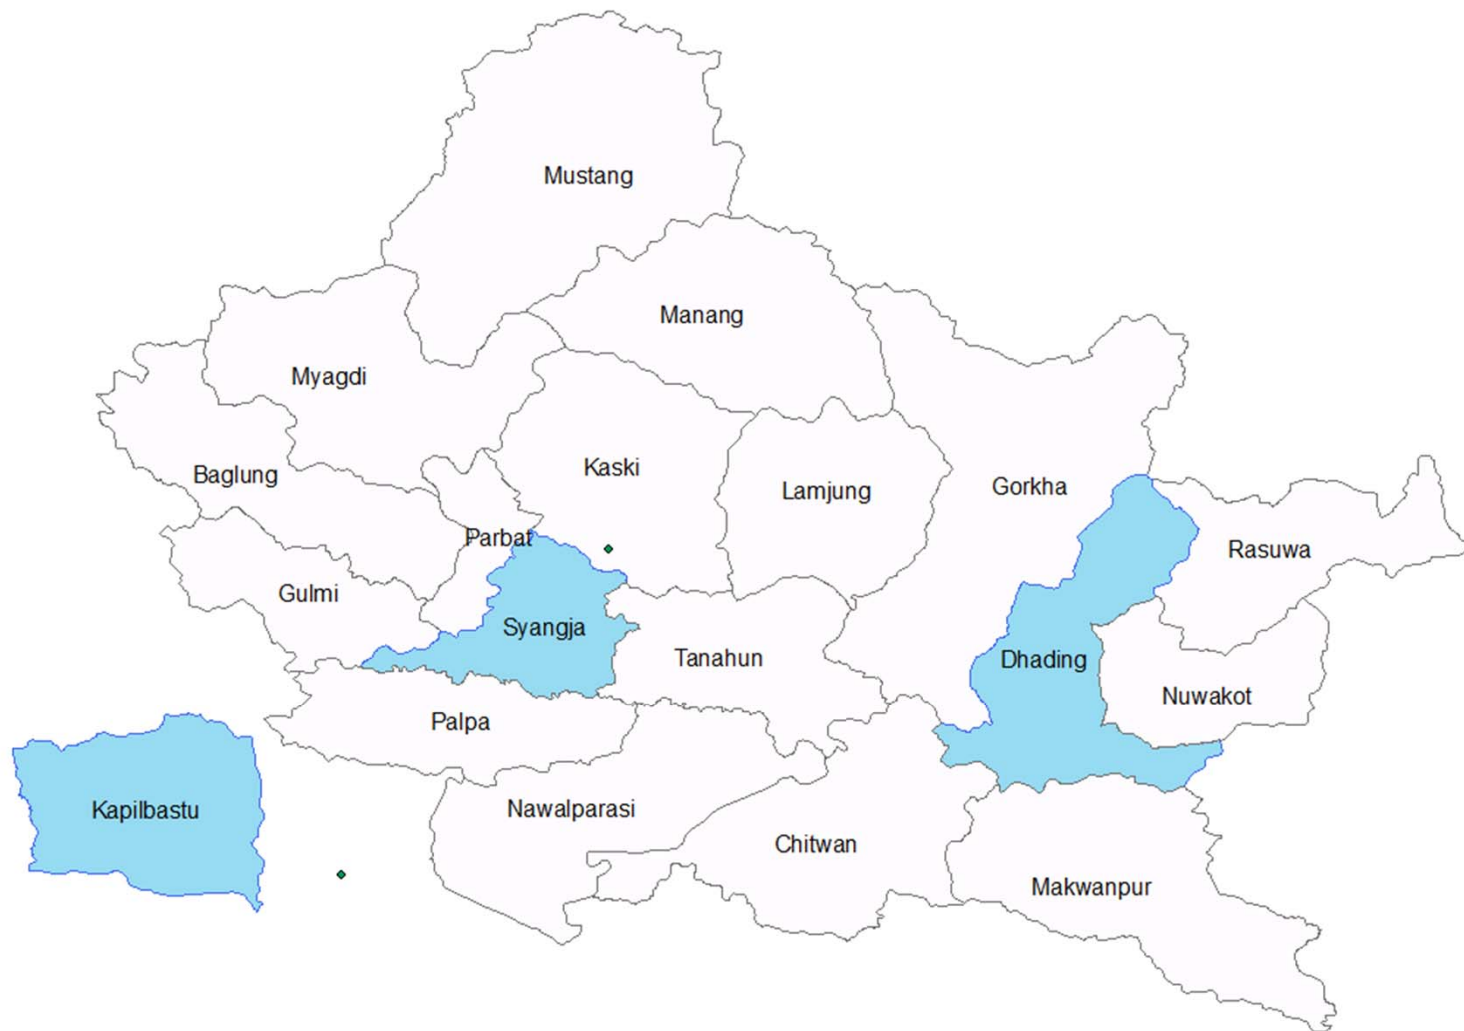 Mustang
Manang
Myagdi
Kaski
Baglung
Lamjung
Gorkha
Parbat
Rasuwa
Gulmi
Syangja
Tanahun
Dhading
Nuwakot
Palpa
Kapilbastu
Nawalparasi
Chitwan
Makwanpur